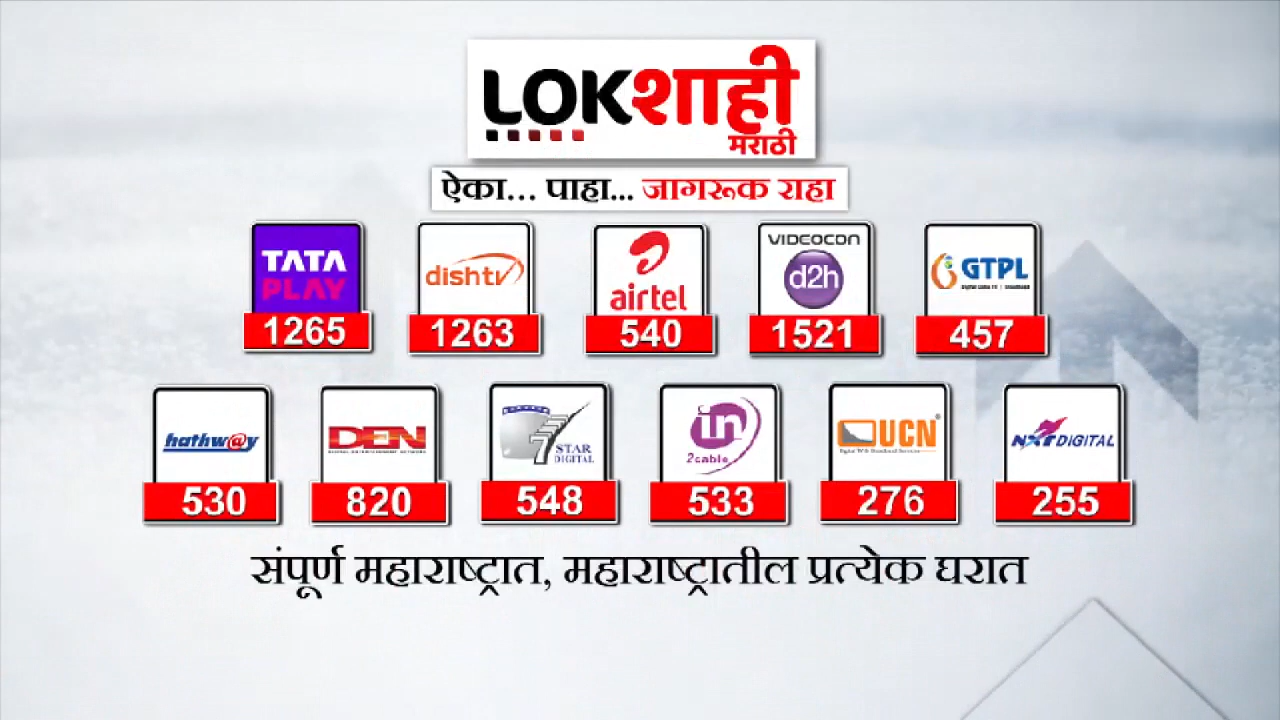 LOKशाही
मराठी
ऐका... पाहा... जागरूक राहा
TATA PLAY
1265
dishtv
1263
airtel
540
VIDEOCON d2h
1521
GTPL
457
hathway
530
DEN
820
7 STAR DIGITAL
548
in 2cable
533
UCN
276
NXT DIGITAL
255
संपूर्ण महाराष्ट्रात, महाराष्ट्रातील प्रत्येक घरात